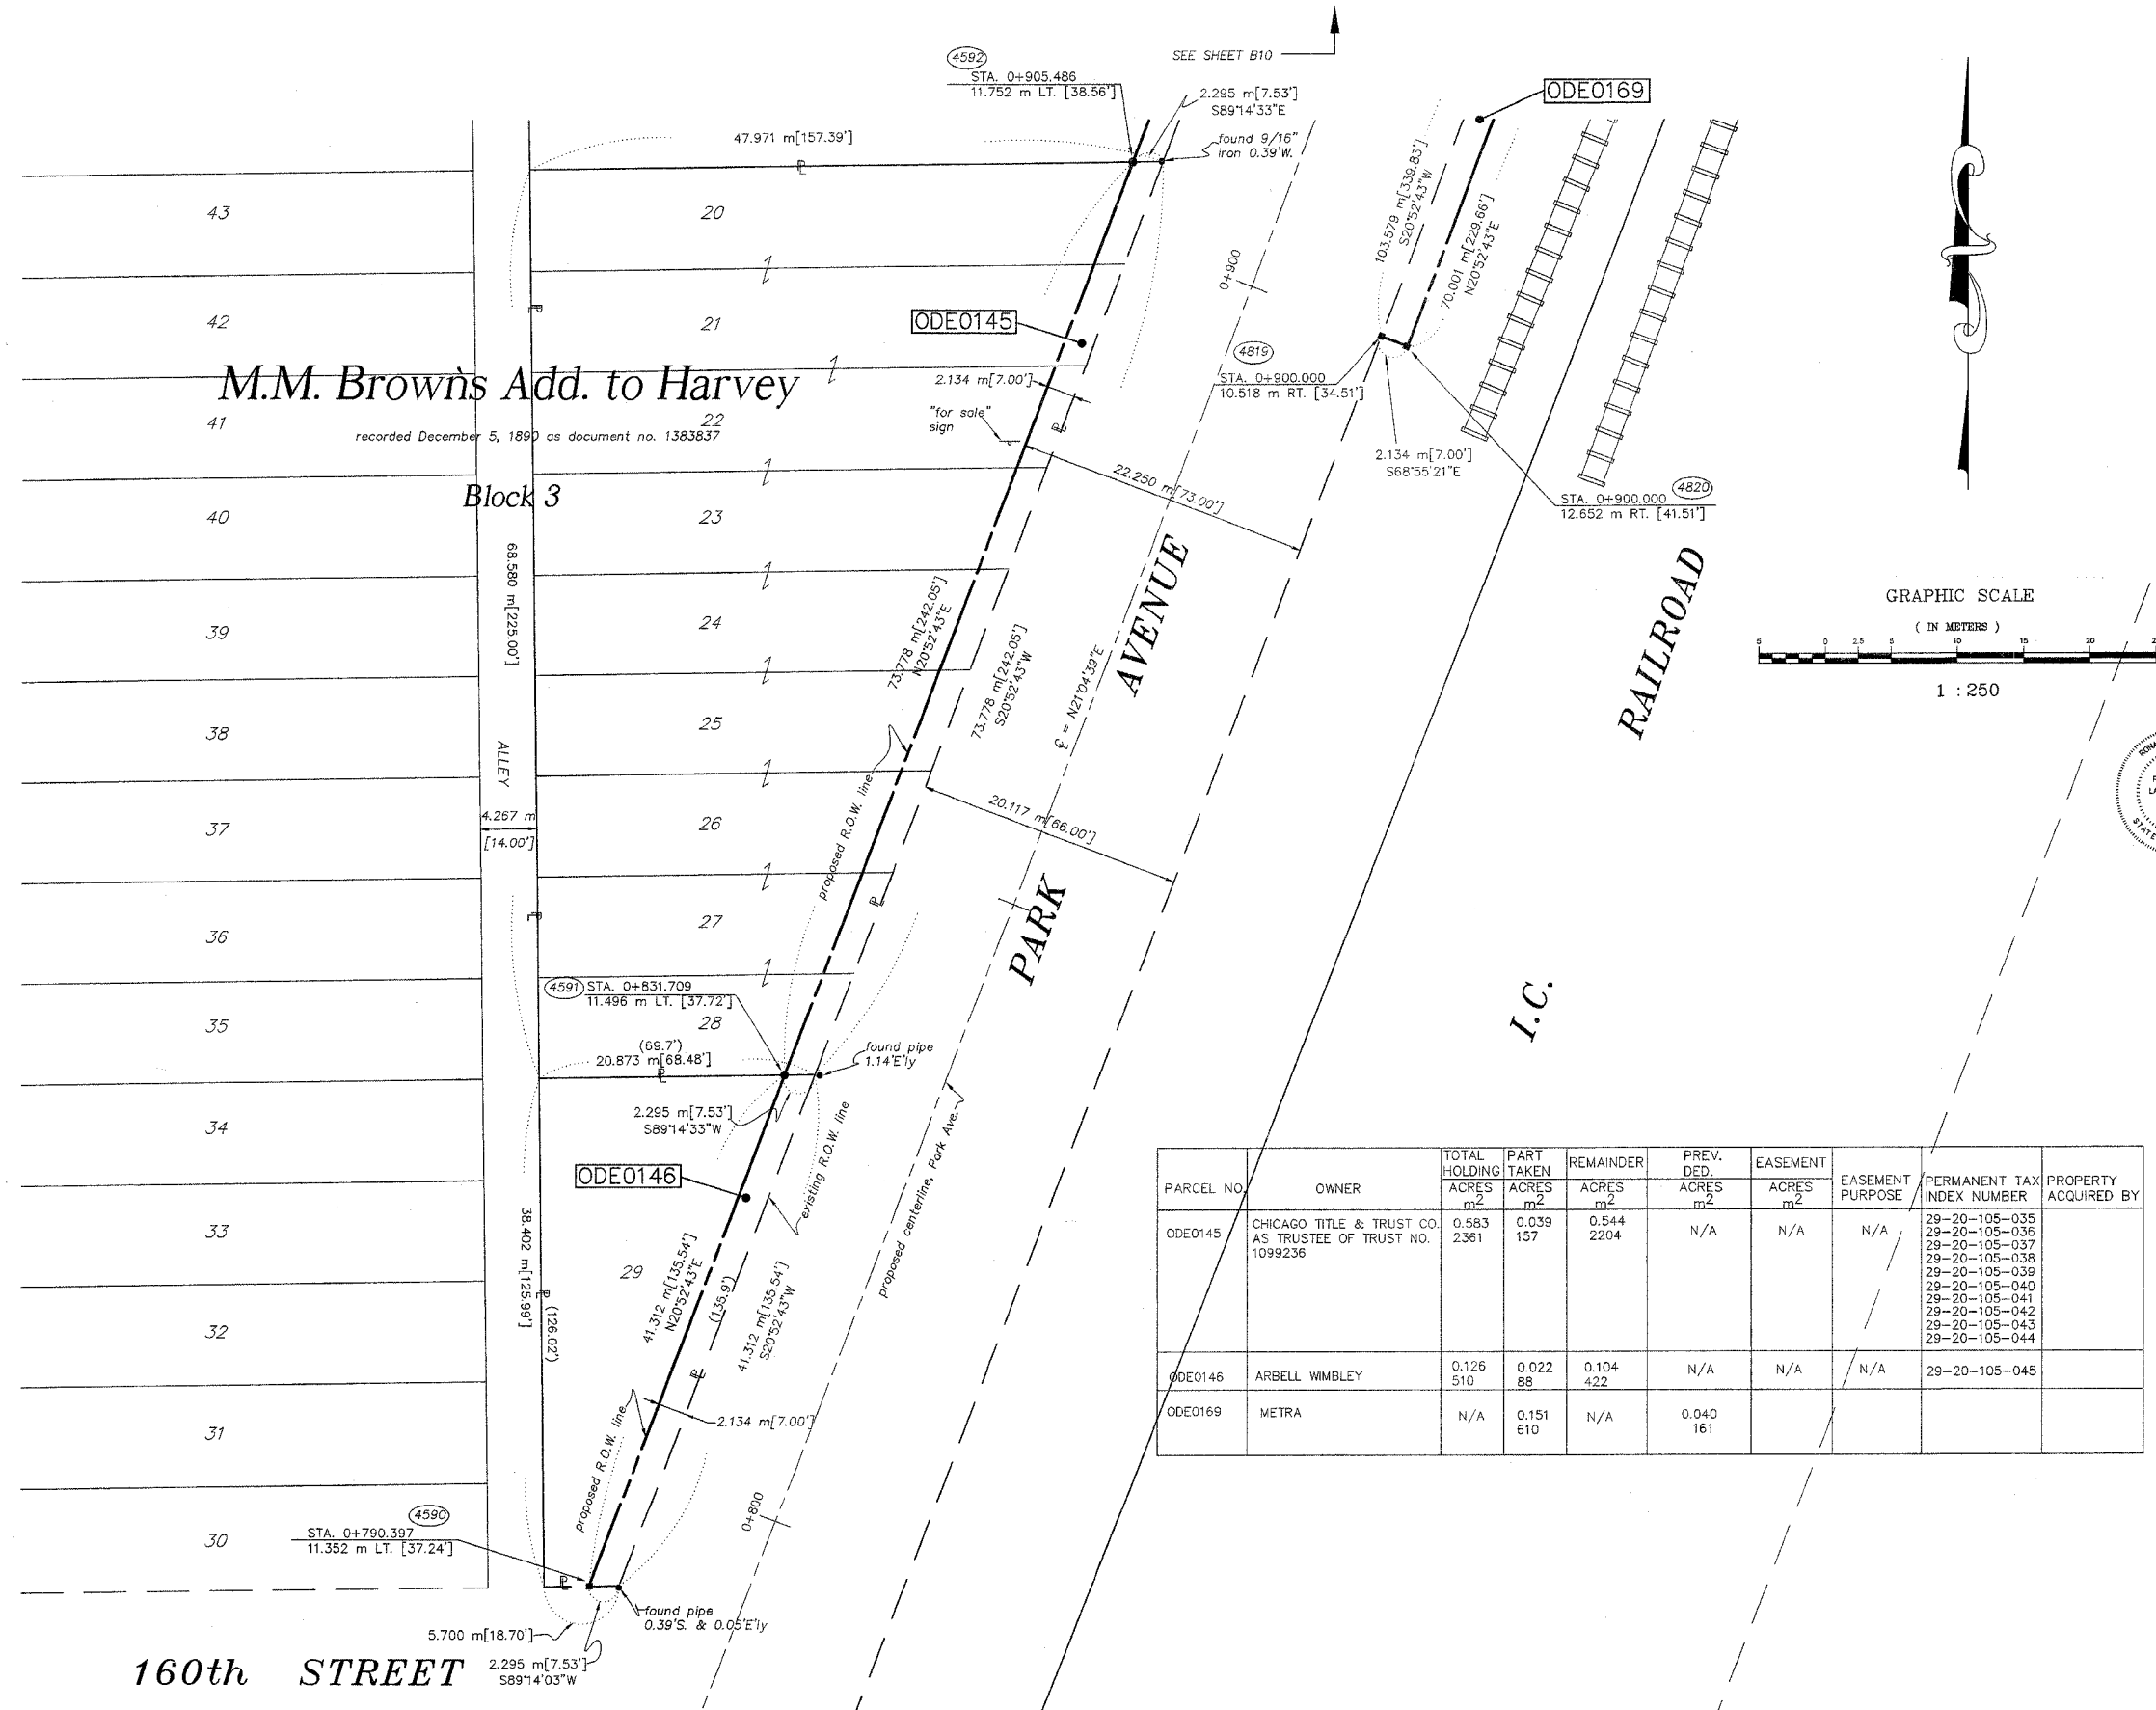 SEE SHEET B10
4592
STA. 0+905.486
11.752 m LT. [38.56']
2.295 m[7.53']
S89°14'33"E
found 9/16"
iron 0.39'W.
ODE0169
47.971 m[157.39']
43
20
103.579 m[339.83']
S20°52'43"W
70.001 m[229.66']
N20°52'43"E
0+900
42
21
ODE0145
4819
STA. 0+900.000
10.518 m RT. [34.51']
2.134 m[7.00']
M.M. Brown's Add. to Harvey
"for sale"
sign
41
22
recorded December 5, 1890 as document no. 1383837
2.134 m[7.00']
S68°55'21"E
22.250 m[73.00']
4820
STA. 0+900.000
12.652 m RT. [41.51']
Block 3
40
23
68.580 m[225.00']
AVENUE
RAILROAD
GRAPHIC SCALE
( IN METERS )
5 0 2.5 5 10 15 20
1 : 250
39
24
73.778 m[242.05']
N20°52'43"E
73.778 m[242.05']
S20°52'43"W
℄ = N21°04'39"E
38
25
ALLEY
proposed R.O.W. line
20.117 m[66.00']
37
26
4.267 m
[14.00']
PARK
36
27
I.C.
4591
STA. 0+831.709
11.496 m LT. [37.72']
35
28
(69.7')
20.873 m[68.48']
found pipe
1.14'E'ly
2.295 m[7.53']
S89°14'33"W
34
existing R.O.W. line
proposed centerline, Park Ave.
ODE0146
33
38.402 m[125.99']
(126.02')
29
41.312 m[135.54']
N20°52'43"E
(135.9')
41.312 m[135.54']
S20°52'43"W
32
31
proposed R.O.W. line
2.134 m[7.00']
0+800
30
4590
STA. 0+790.397
11.352 m LT. [37.24']
found pipe
0.39'S. & 0.05'E'ly
5.700 m[18.70']
2.295 m[7.53']
S89°14'03"W
160th STREET
PARCEL NO. OWNER TOTAL HOLDING ACRES m2 PART TAKEN ACRES m2 REMAINDER ACRES m2 PREV. DED. ACRES m2 EASEMENT ACRES m2 EASEMENT PURPOSE PERMANENT TAX INDEX NUMBER PROPERTY ACQUIRED BY
ODE0145 CHICAGO TITLE & TRUST CO. 0.583 0.039 0.544 N/A N/A N/A 29-20-105-035
AS TRUSTEE OF TRUST NO. 2361 157 2204 29-20-105-036
1099236 29-20-105-037
29-20-105-038
29-20-105-039
29-20-105-040
29-20-105-041
29-20-105-042
29-20-105-043
29-20-105-044
ODE0146 ARBELL WIMBLEY 0.126 0.022 0.104 N/A N/A N/A 29-20-105-045
510 88 422
ODE0169 METRA N/A 0.151 N/A 0.040
610 161